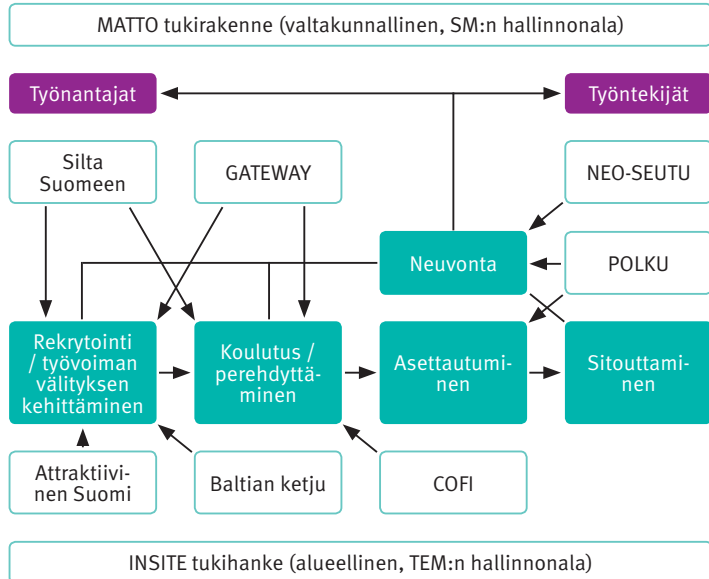 MATTO tukirakenne (valtakunnallinen, SM:n hallinnonala)
Työnantajat
Työntekijät
Silta
Suomeen
GATEWAY
NEO-SEUTU
Neuvonta
POLKU
Rekrytointi
/ työvoiman
välityksen
kehittäminen
Koulutus /
perehdyttä-
minen
Asettautumi-
nen
Sitouttami-
nen
Attraktiivi-
nen Suomi
Baltian ketju
COFI
INSITE tukihanke (alueellinen, TEM:n hallinnonala)